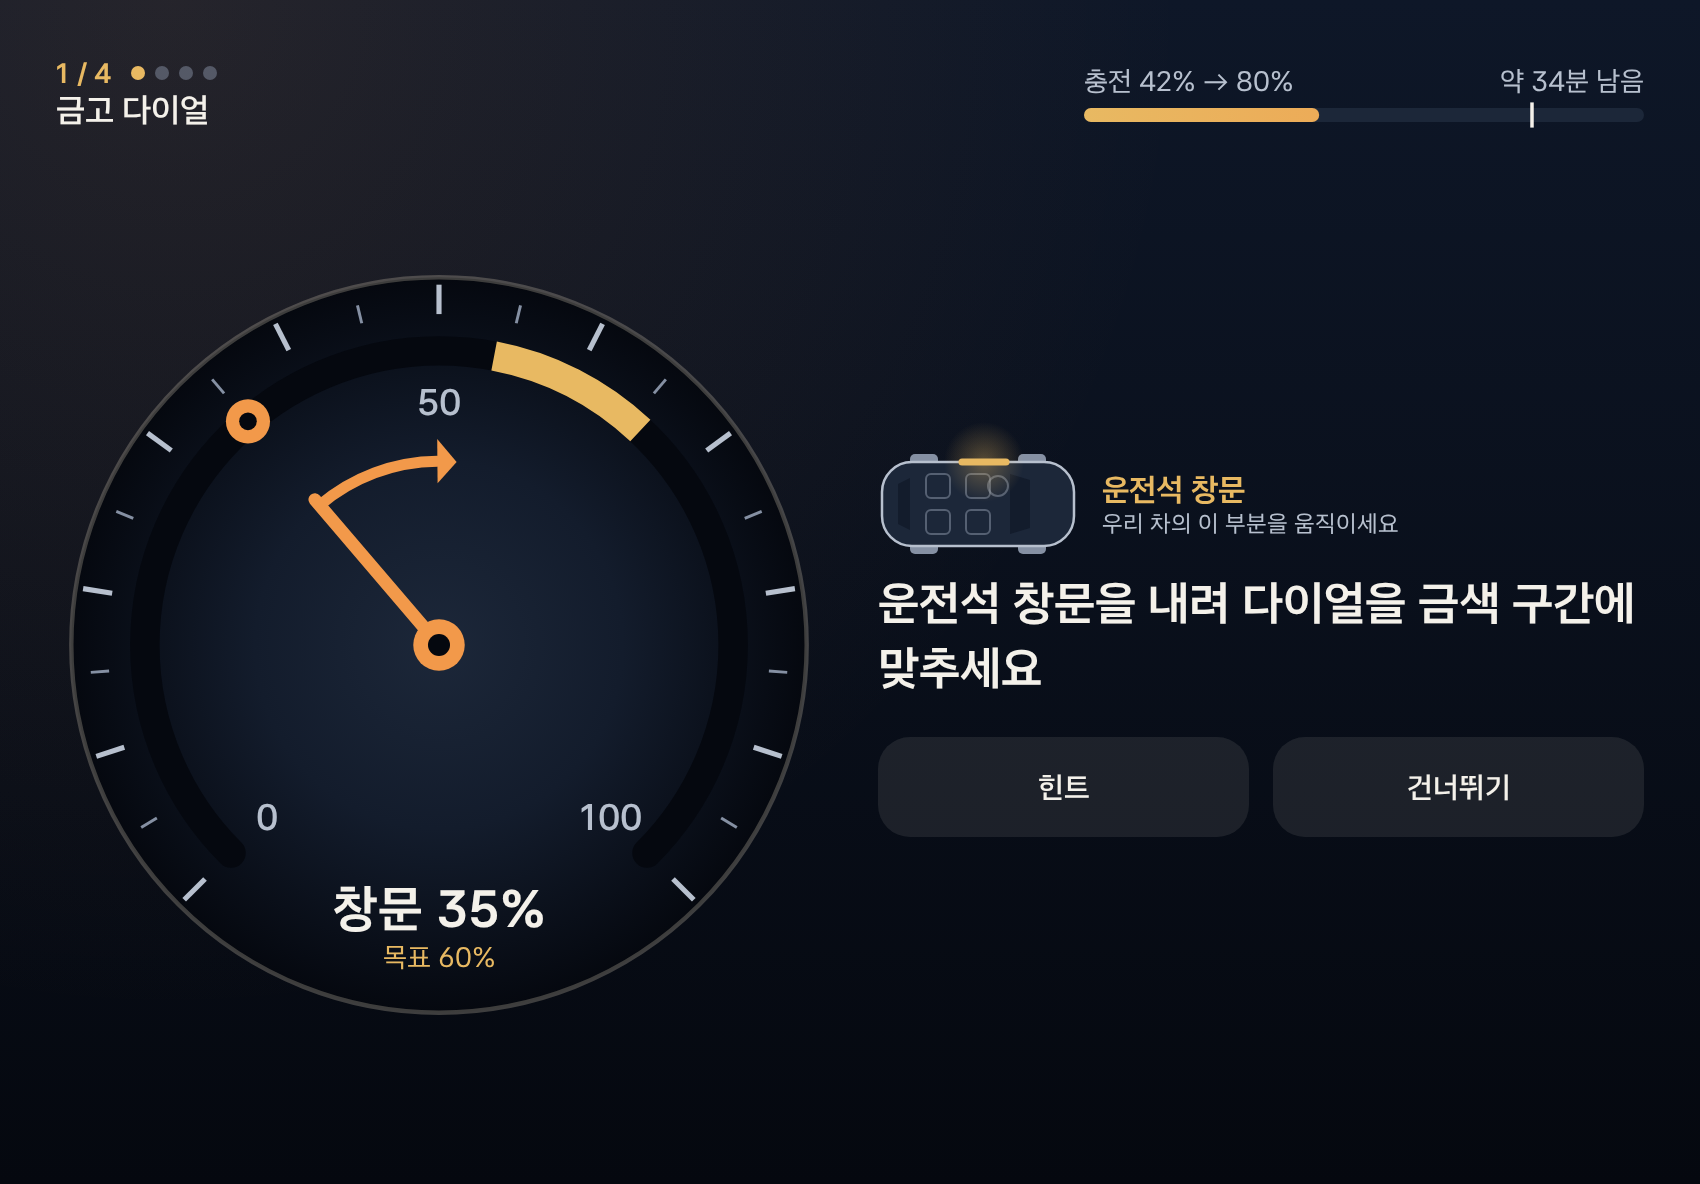 1 / 4
금고 다이얼
충전 42% → 80%
약 34분 남음
50
0
100
창문 35%
목표 60%
운전석 창문
우리 차의 이 부분을 움직이세요
운전석 창문을 내려 다이얼을 금색 구간에
맞추세요
힌트
건너뛰기